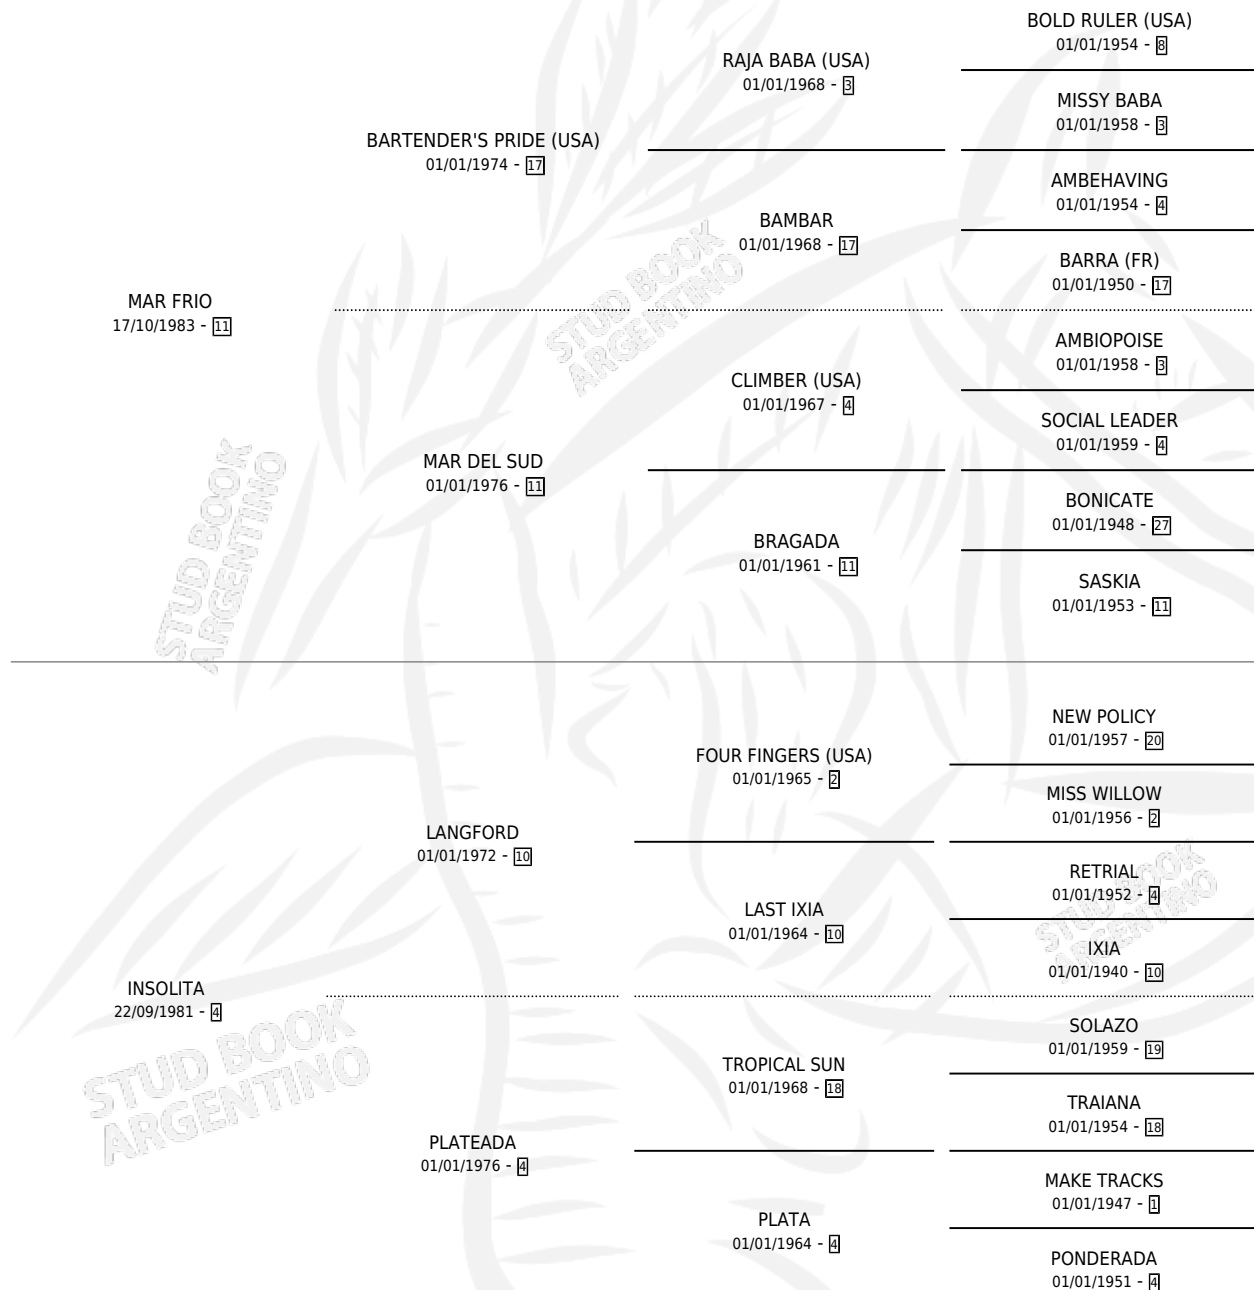 BOLD RULER (USA)
01/01/1954 - 8
RAJA BABA (USA)
01/01/1968 - 3
MISSY BABA
01/01/1958 - 3
BARTENDER'S PRIDE (USA)
01/01/1974 - 17
AMBEHAVING
01/01/1954 - 4
BAMBAR
01/01/1968 - 17
BARRA (FR)
01/01/1950 - 17
MAR FRIO
17/10/1983 - 11
AMBIOPOISE
01/01/1958 - 3
CLIMBER (USA)
01/01/1967 - 4
SOCIAL LEADER
01/01/1959 - 4
MAR DEL SUD
01/01/1976 - 11
BONICATE
01/01/1948 - 27
BRAGADA
01/01/1961 - 11
SASKIA
01/01/1953 - 11
STUD BOOK
ARGENTINO
STUD BOOK
ARGENTINO
NEW POLICY
01/01/1957 - 20
FOUR FINGERS (USA)
01/01/1965 - 2
MISS WILLOW
01/01/1956 - 2
LANGFORD
01/01/1972 - 10
RETRIAL
01/01/1952 - 4
LAST IXIA
01/01/1964 - 10
IXIA
01/01/1940 - 10
STUD BOOK
ARGENTINO
INSOLITA
22/09/1981 - 4
SOLAZO
01/01/1959 - 19
TROPICAL SUN
01/01/1968 - 18
TRAIANA
01/01/1954 - 18
STUD BOOK
ARGENTINO
PLATEADA
01/01/1976 - 4
MAKE TRACKS
01/01/1947 - 1
PLATA
01/01/1964 - 4
PONDERADA
01/01/1951 - 4